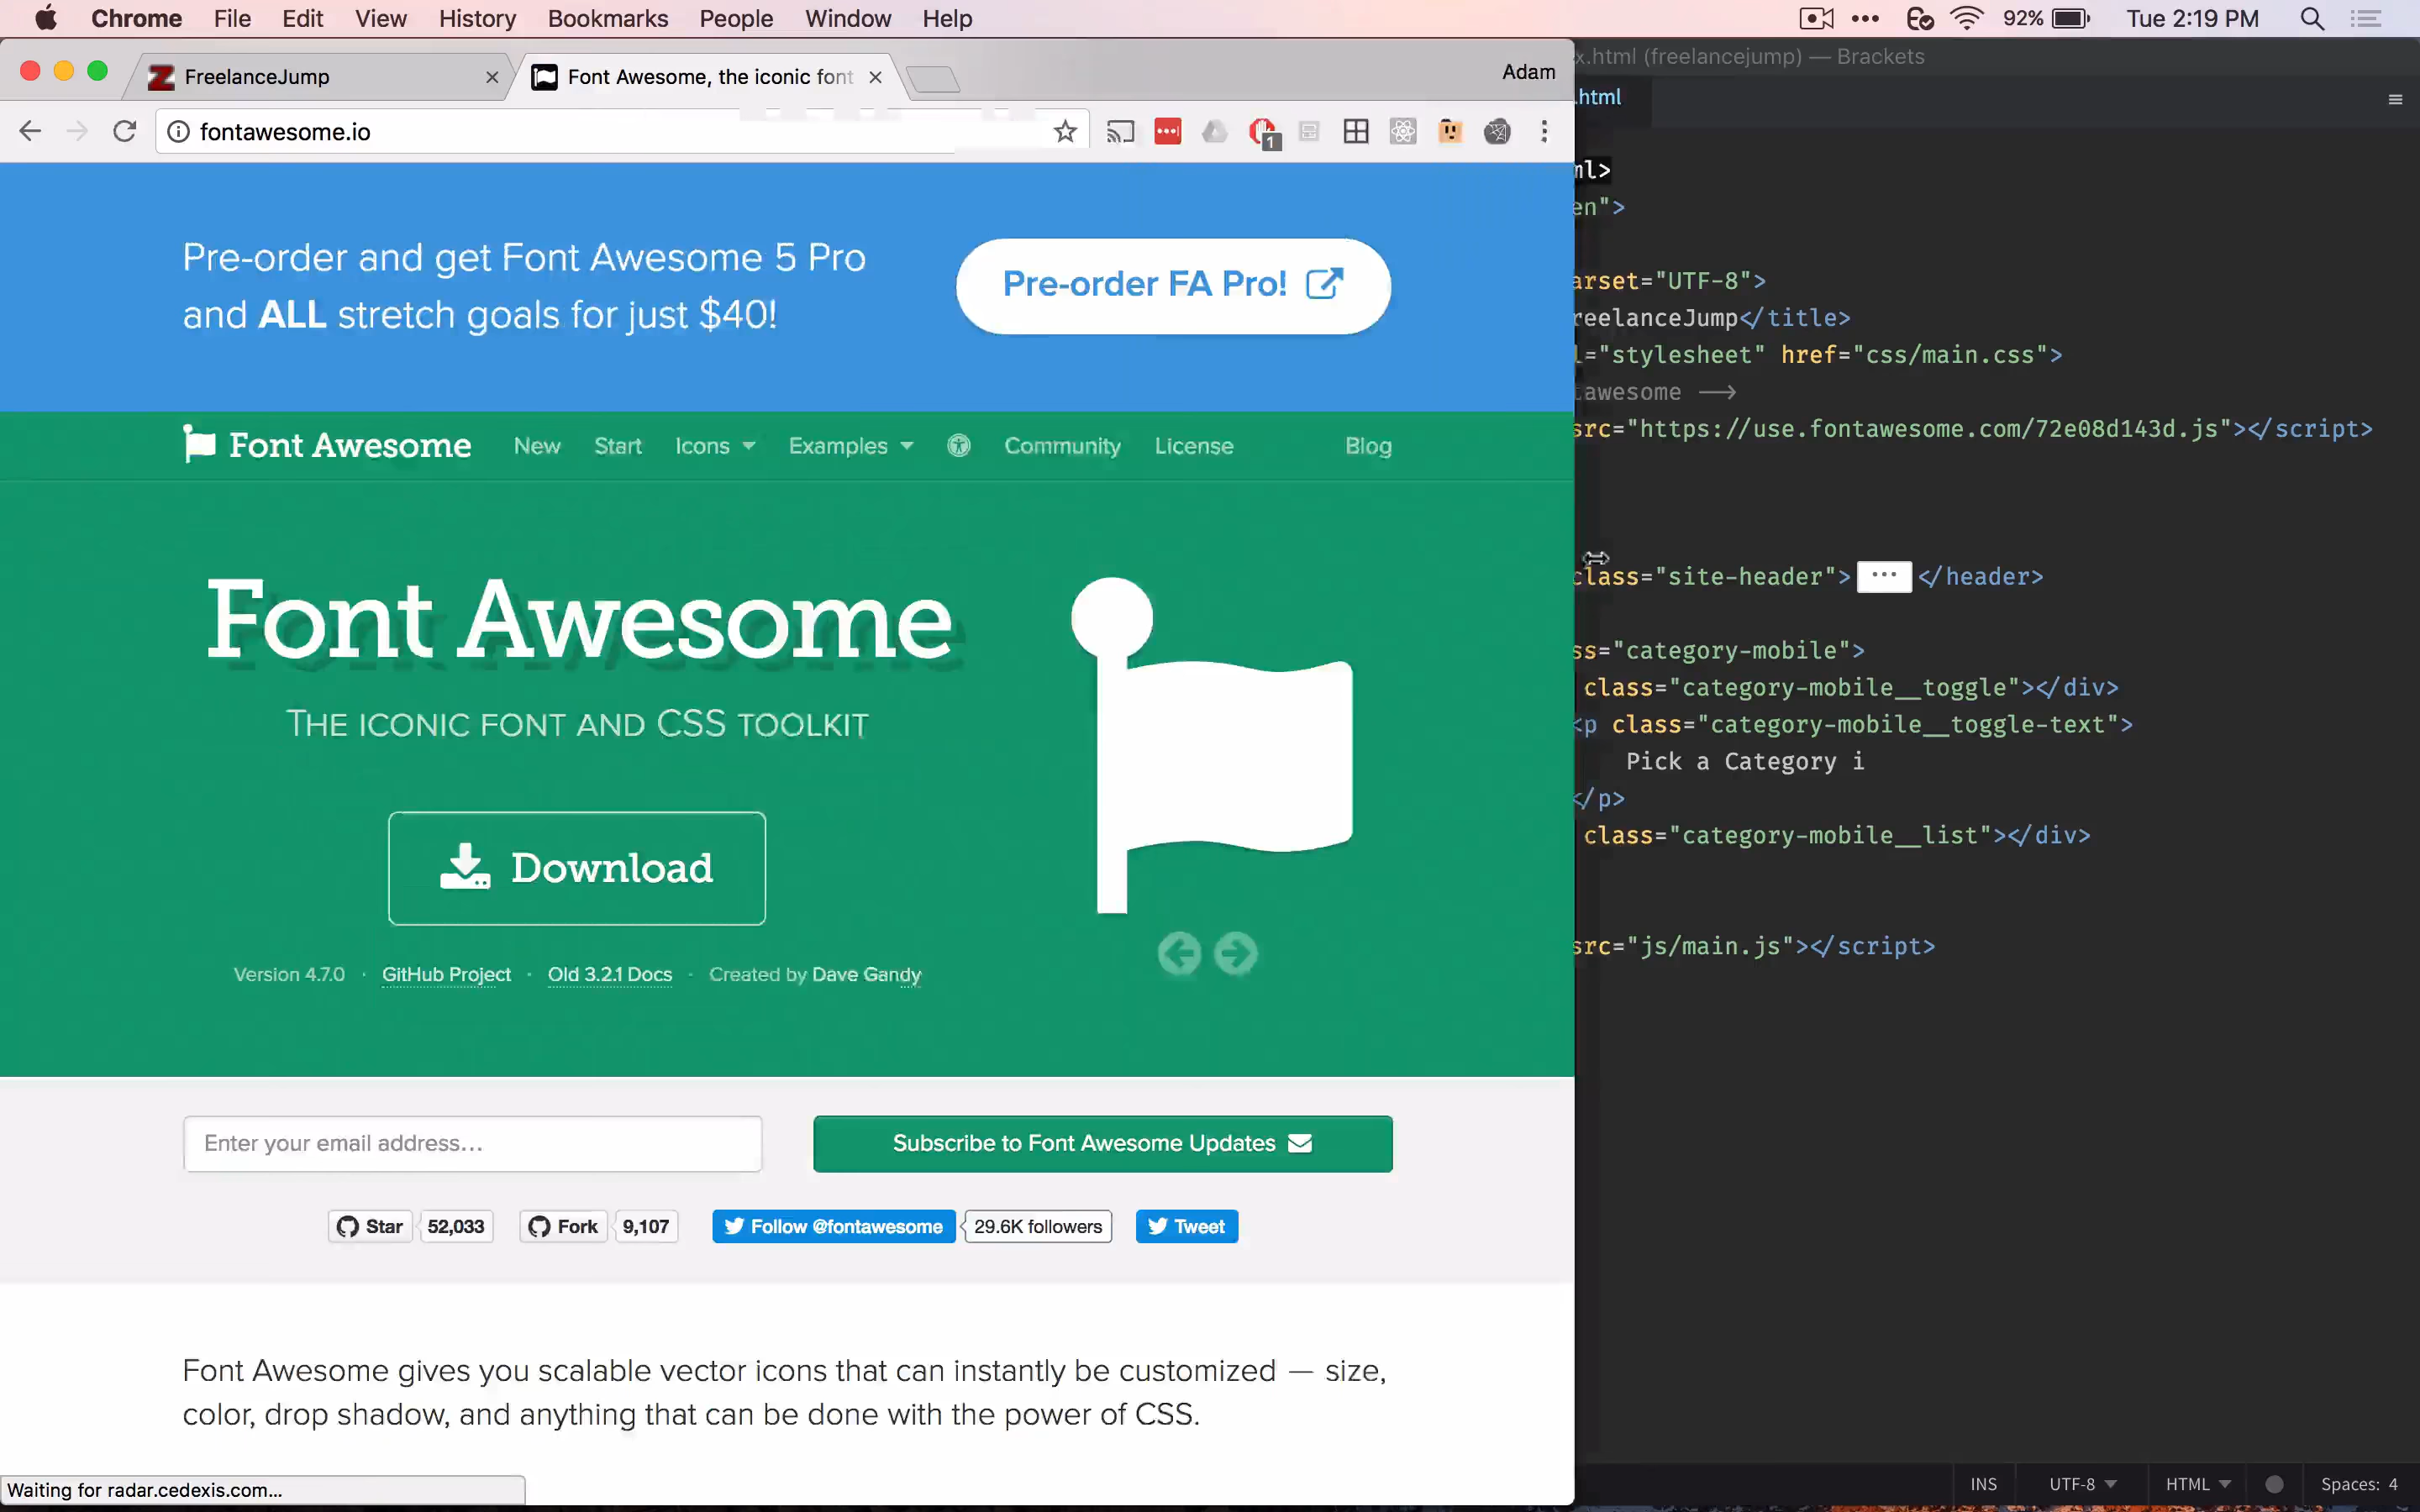 Chrome File Edit View History Bookmarks People Window Help 92% Tue 2:19 PM
FreelanceJump Font Awesome, the iconic font Adam
fontawesome.io
1
Pre-order and get Font Awesome 5 Pro
and ALL stretch goals for just $40!
Pre-order FA Pro!
Font Awesome New Start Icons Examples Community License Blog
Font Awesome
THE ICONIC FONT AND CSS TOOLKIT
Download
Version 4.7.0 · GitHub Project · Old 3.2.1 Docs · Created by Dave Gandy
Enter your email address...
Subscribe to Font Awesome Updates
Star 52,033 Fork 9,107 Follow @fontawesome 29.6K followers Tweet
Font Awesome gives you scalable vector icons that can instantly be customized — size,
color, drop shadow, and anything that can be done with the power of CSS.
Waiting for radar.cedexis.com...
x.html (freelancejump) — Brackets
.html
ml>
en">
arset="UTF-8">
reelanceJump</title>
l="stylesheet" href="css/main.css">
tawesome -->
src="https://use.fontawesome.com/72e08d143d.js"></script>
class="site-header"> ... </header>
ss="category-mobile">
class="category-mobile__toggle"></div>
<p class="category-mobile__toggle-text">
Pick a Category i
</p>
class="category-mobile__list"></div>
src="js/main.js"></script>
INS UTF-8 HTML Spaces: 4